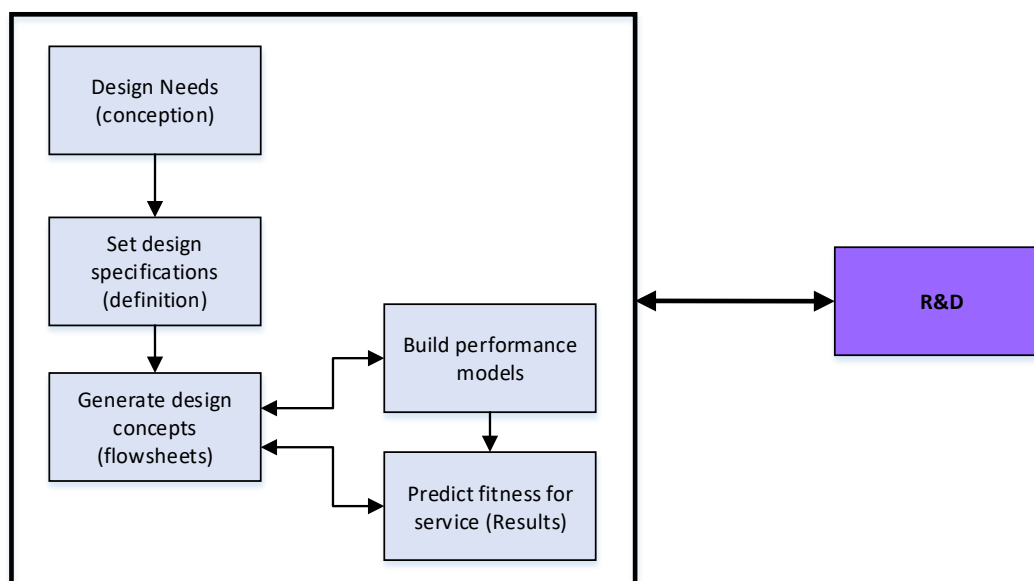 Design Needs
(conception)
Set design
specifications
(definition)
Generate design
concepts
(flowsheets)
Build performance
models
Predict fitness for
service (Results)
R&D